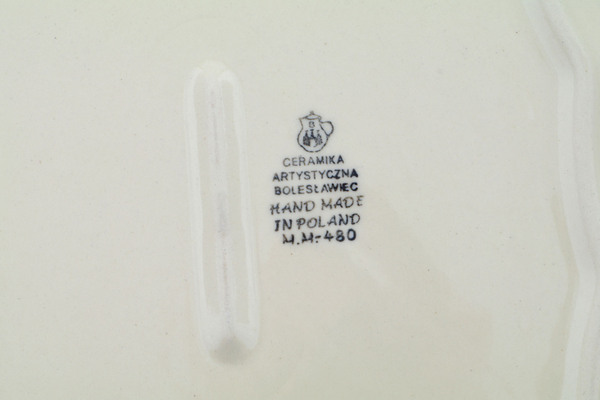 CERAMIKA
ARTYSTYCZNA
BOLESŁAWIEC
HAND MADE
IN POLAND
M.M-480